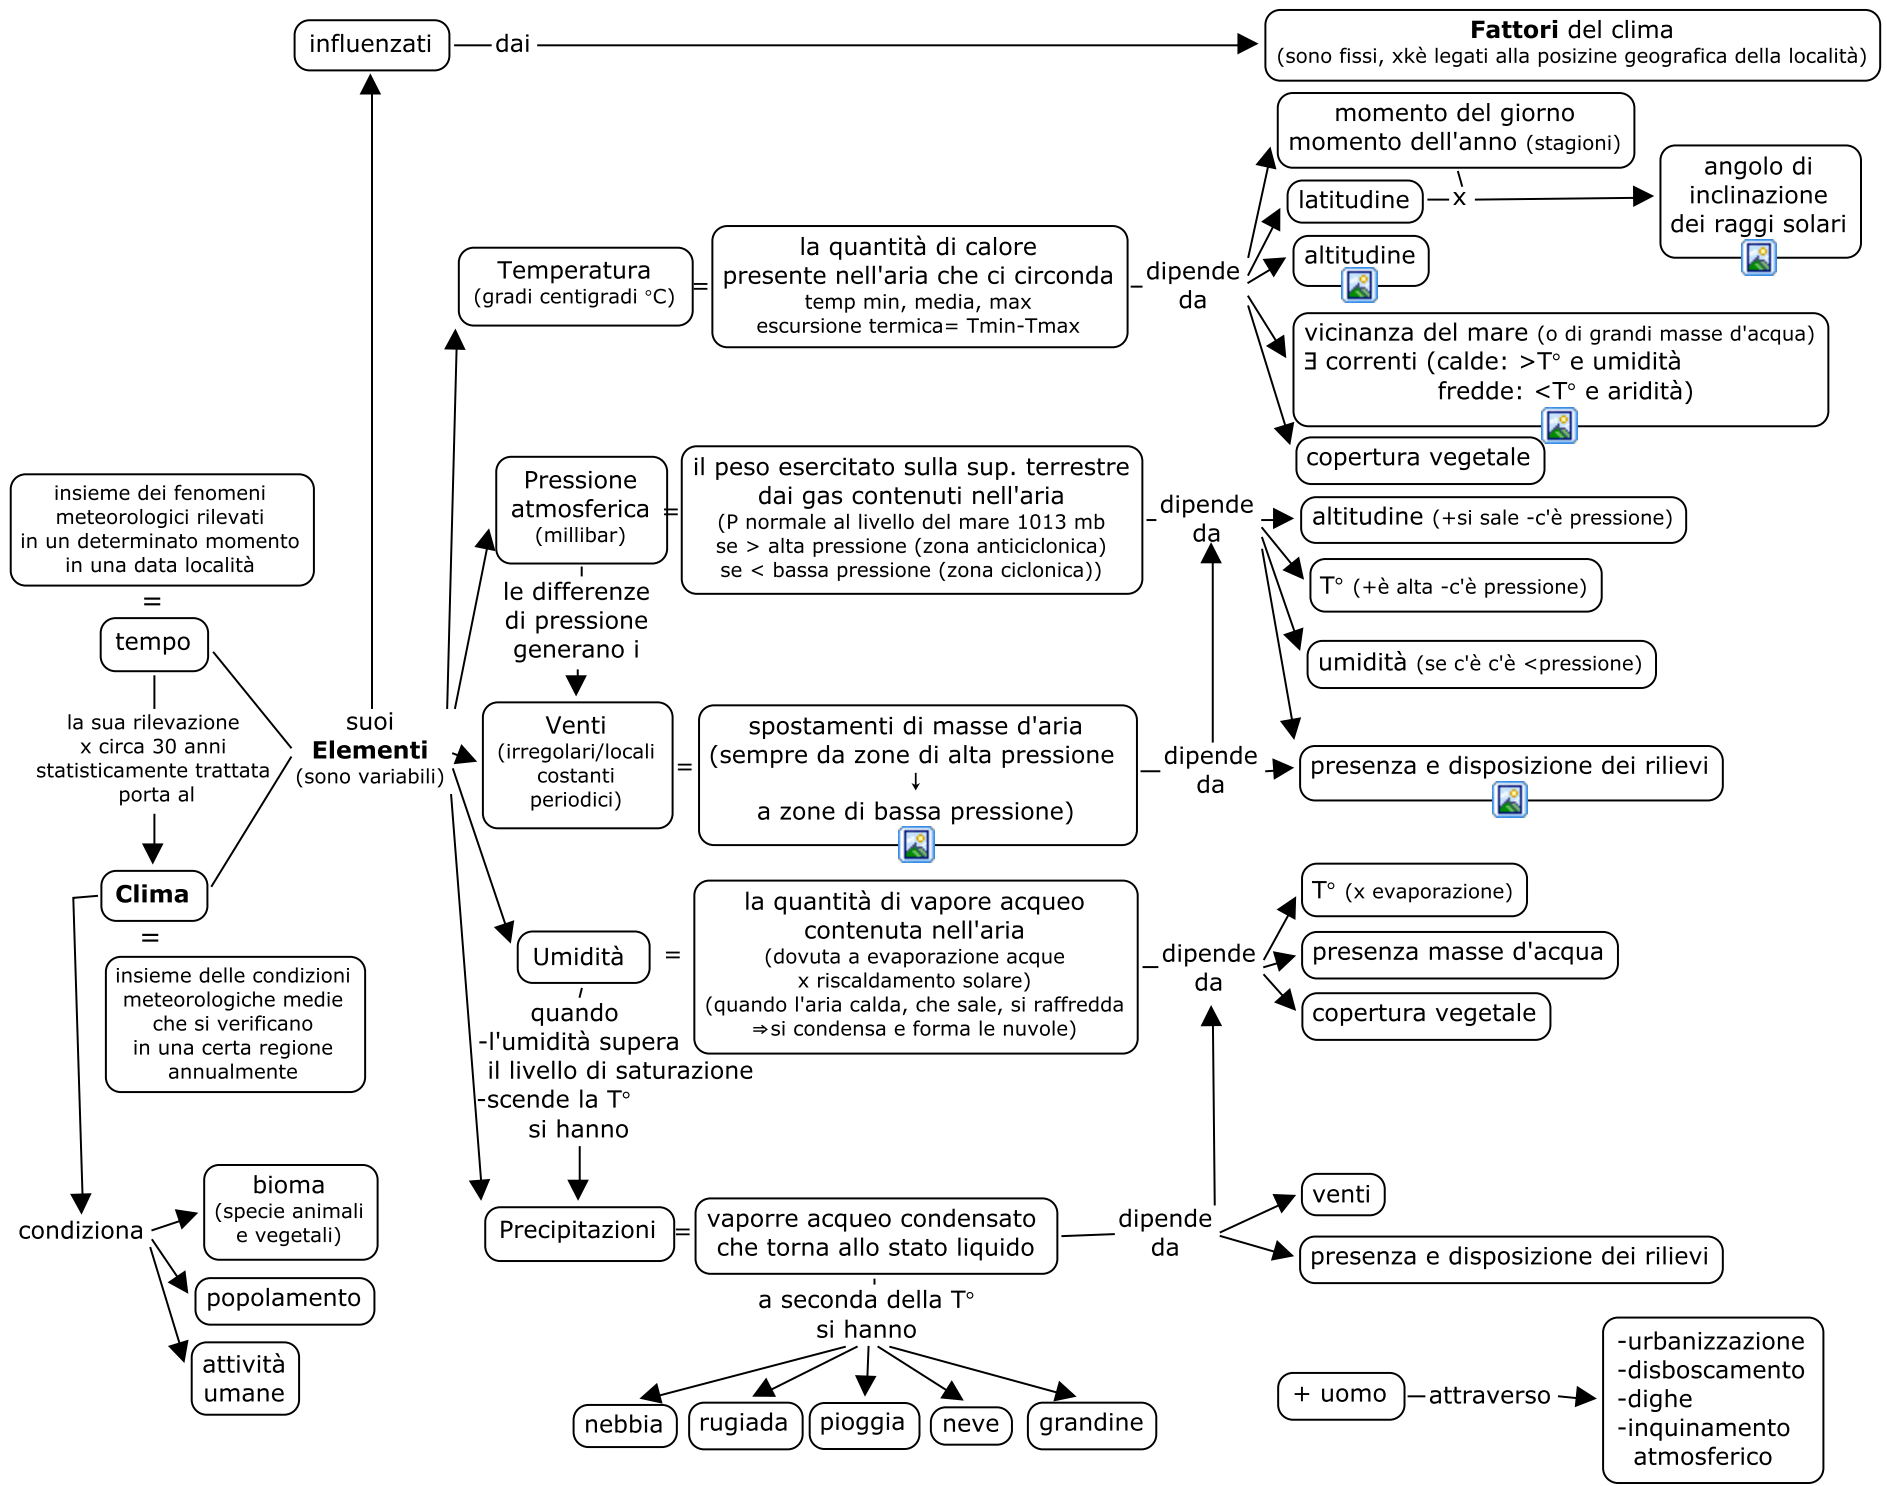 influenzati
dai
Fattori del clima
(sono fissi, xkè legati alla posizine geografica della località)
momento del giorno
momento dell'anno (stagioni)
latitudine
x
angolo di
inclinazione
dei raggi solari
altitudine
Temperatura
(gradi centigradi °C)
=
la quantità di calore
presente nell'aria che ci circonda
temp min, media, max
escursione termica= Tmin-Tmax
dipende
da
vicinanza del mare (o di grandi masse d'acqua)
∃ correnti (calde: >T° e umidità
fredde: <T° e aridità)
copertura vegetale
Pressione
atmosferica
(millibar)
=
il peso esercitato sulla sup. terrestre
dai gas contenuti nell'aria
(P normale al livello del mare 1013 mb
se > alta pressione (zona anticiclonica)
se < bassa pressione (zona ciclonica))
dipende
da
altitudine (+si sale -c'è pressione)
T° (+è alta -c'è pressione)
umidità (se c'è c'è <pressione)
le differenze
di pressione
generano i
insieme dei fenomeni
meteorologici rilevati
in un determinato momento
in una data località
=
tempo
la sua rilevazione
x circa 30 anni
statisticamente trattata
porta al
suoi
Elementi
(sono variabili)
Venti
(irregolari/locali
costanti
periodici)
=
spostamenti di masse d'aria
(sempre da zone di alta pressione
↓
a zone di bassa pressione)
dipende
da
presenza e disposizione dei rilievi
Clima
=
insieme delle condizioni
meteorologiche medie
che si verificano
in una certa regione
annualmente
Umidità
=
la quantità di vapore acqueo
contenuta nell'aria
(dovuta a evaporazione acque
x riscaldamento solare)
(quando l'aria calda, che sale, si raffredda
⇒si condensa e forma le nuvole)
dipende
da
T° (x evaporazione)
presenza masse d'acqua
copertura vegetale
quando
-l'umidità supera
il livello di saturazione
-scende la T°
si hanno
condiziona
bioma
(specie animali
e vegetali)
popolamento
attività
umane
Precipitazioni
=
vaporre acqueo condensato
che torna allo stato liquido
dipende
da
venti
presenza e disposizione dei rilievi
a seconda della T°
si hanno
nebbia
rugiada
pioggia
neve
grandine
+ uomo
attraverso
-urbanizzazione
-disboscamento
-dighe
-inquinamento
atmosferico